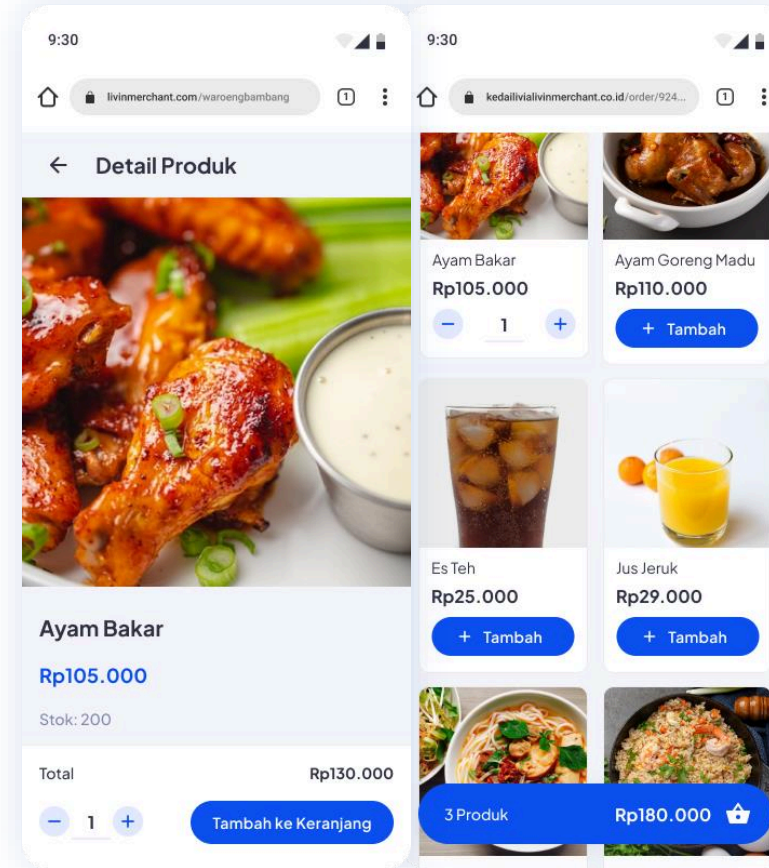 9:30
livinmerchant.com/waroengbambang
1
Detail Produk
Ayam Bakar
Rp105.000
Stok: 200
Total
Rp130.000
1
Tambah ke Keranjang
9:30
kedailivialivinmerchant.co.id/order/924...
1
Ayam Bakar
Rp105.000
1
Ayam Goreng Madu
Rp110.000
+ Tambah
Es Teh
Rp25.000
+ Tambah
Jus Jeruk
Rp29.000
+ Tambah
3 Produk
Rp180.000